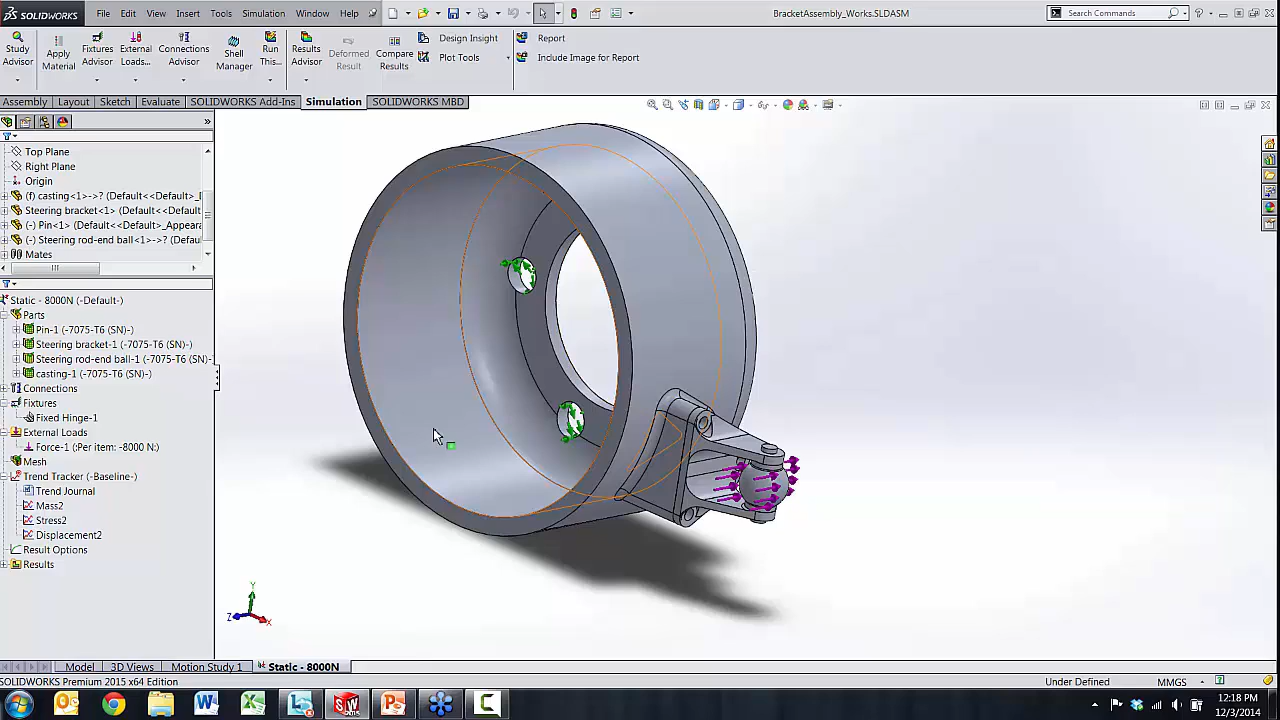 SOLIDWORKS
File Edit View Insert Tools Simulation Window Help
BracketAssembly_Works.SLDASM
Search Commands
Study Advisor
Apply Material
Fixtures Advisor
External Loads...
Connections Advisor
Shell Manager
Run This...
Results Advisor
Deformed Result
Compare Results
Design Insight
Plot Tools
Report
Include Image for Report
Assembly Layout Sketch Evaluate SOLIDWORKS Add-Ins Simulation SOLIDWORKS MBD
Top Plane
Right Plane
Origin
(f) casting<1>->? (Default<<Default>_
Steering bracket<1> (Default<<Default
(-) Pin<1> (Default<<Default>_Appeara
(-) Steering rod-end ball<1>->? (Defau
Mates
Static - 8000N (-Default-)
Parts
Pin-1 (-7075-T6 (SN)-)
Steering bracket-1 (-7075-T6 (SN)-)
Steering rod-end ball-1 (-7075-T6 (SN)-
casting-1 (-7075-T6 (SN)-)
Connections
Fixtures
Fixed Hinge-1
External Loads
Force-1 (:Per item: -8000 N:)
Mesh
Trend Tracker (-Baseline-)
Trend Journal
Mass2
Stress2
Displacement2
Result Options
Results
Y
Z
X
Model 3D Views Motion Study 1 Static - 8000N
SOLIDWORKS Premium 2015 x64 Edition
Under Defined
MMGS
12:18 PM
12/3/2014